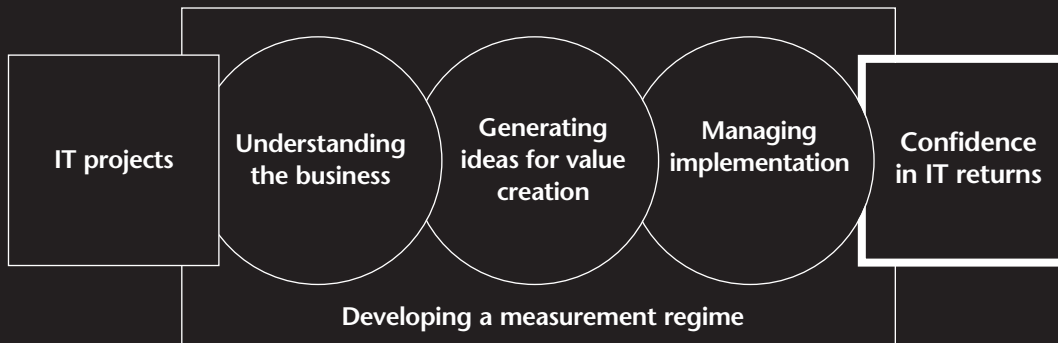 IT projects
Understanding
the business
Generating
ideas for value
creation
Managing
implementation
Confidence
in IT returns
Developing a measurement regime